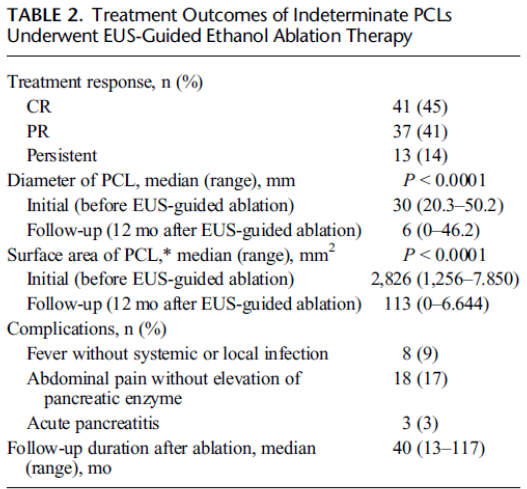 TABLE 2. Treatment Outcomes of Indeterminate PCLs
Underwent EUS-Guided Ethanol Ablation Therapy
Treatment response, n (%)
CR 41 (45)
PR 37 (41)
Persistent 13 (14)
Diameter of PCL, median (range), mm P < 0.0001
Initial (before EUS-guided ablation) 30 (20.3–50.2)
Follow-up (12 mo after EUS-guided ablation) 6 (0–46.2)
Surface area of PCL,* median (range), mm² P < 0.0001
Initial (before EUS-guided ablation) 2,826 (1,256–7.850)
Follow-up (12 mo after EUS-guided ablation) 113 (0–6.644)
Complications, n (%)
Fever without systemic or local infection 8 (9)
Abdominal pain without elevation of 18 (17)
pancreatic enzyme
Acute pancreatitis 3 (3)
Follow-up duration after ablation, median 40 (13–117)
(range), mo